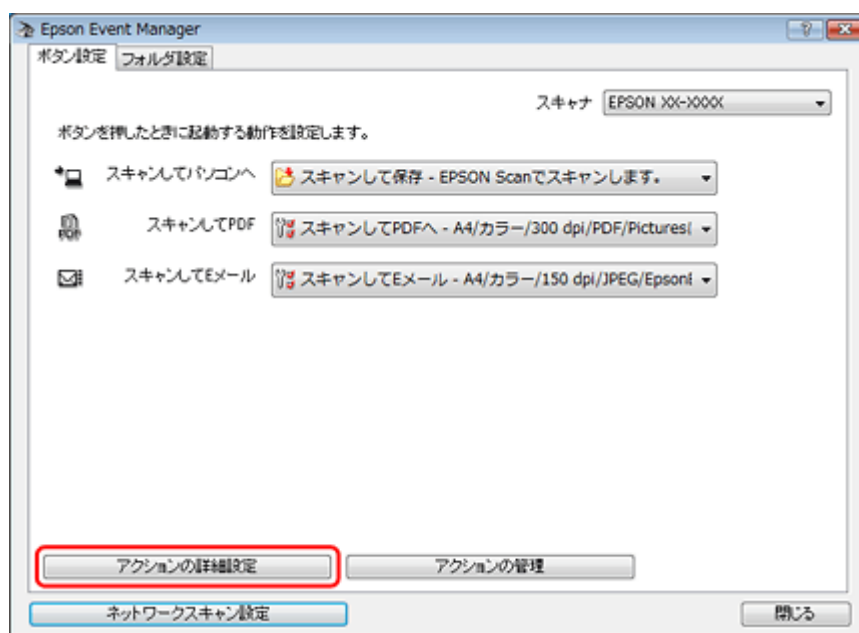 Epson Event Manager
ボタン設定 フォルダ設定
スキャナ EPSON XX-XXXX
ボタンを押したときに起動する動作を設定します。
スキャンしてパソコンへ スキャンして保存 - EPSON Scanでスキャンします。
スキャンしてPDF スキャンしてPDFへ - A4/カラー/300 dpi/PDF/Pictures(
スキャンしてEメール スキャンしてEメール - A4/カラー/150 dpi/JPEG/Epson
アクションの詳細設定 アクションの管理
ネットワークスキャン設定 閉じる